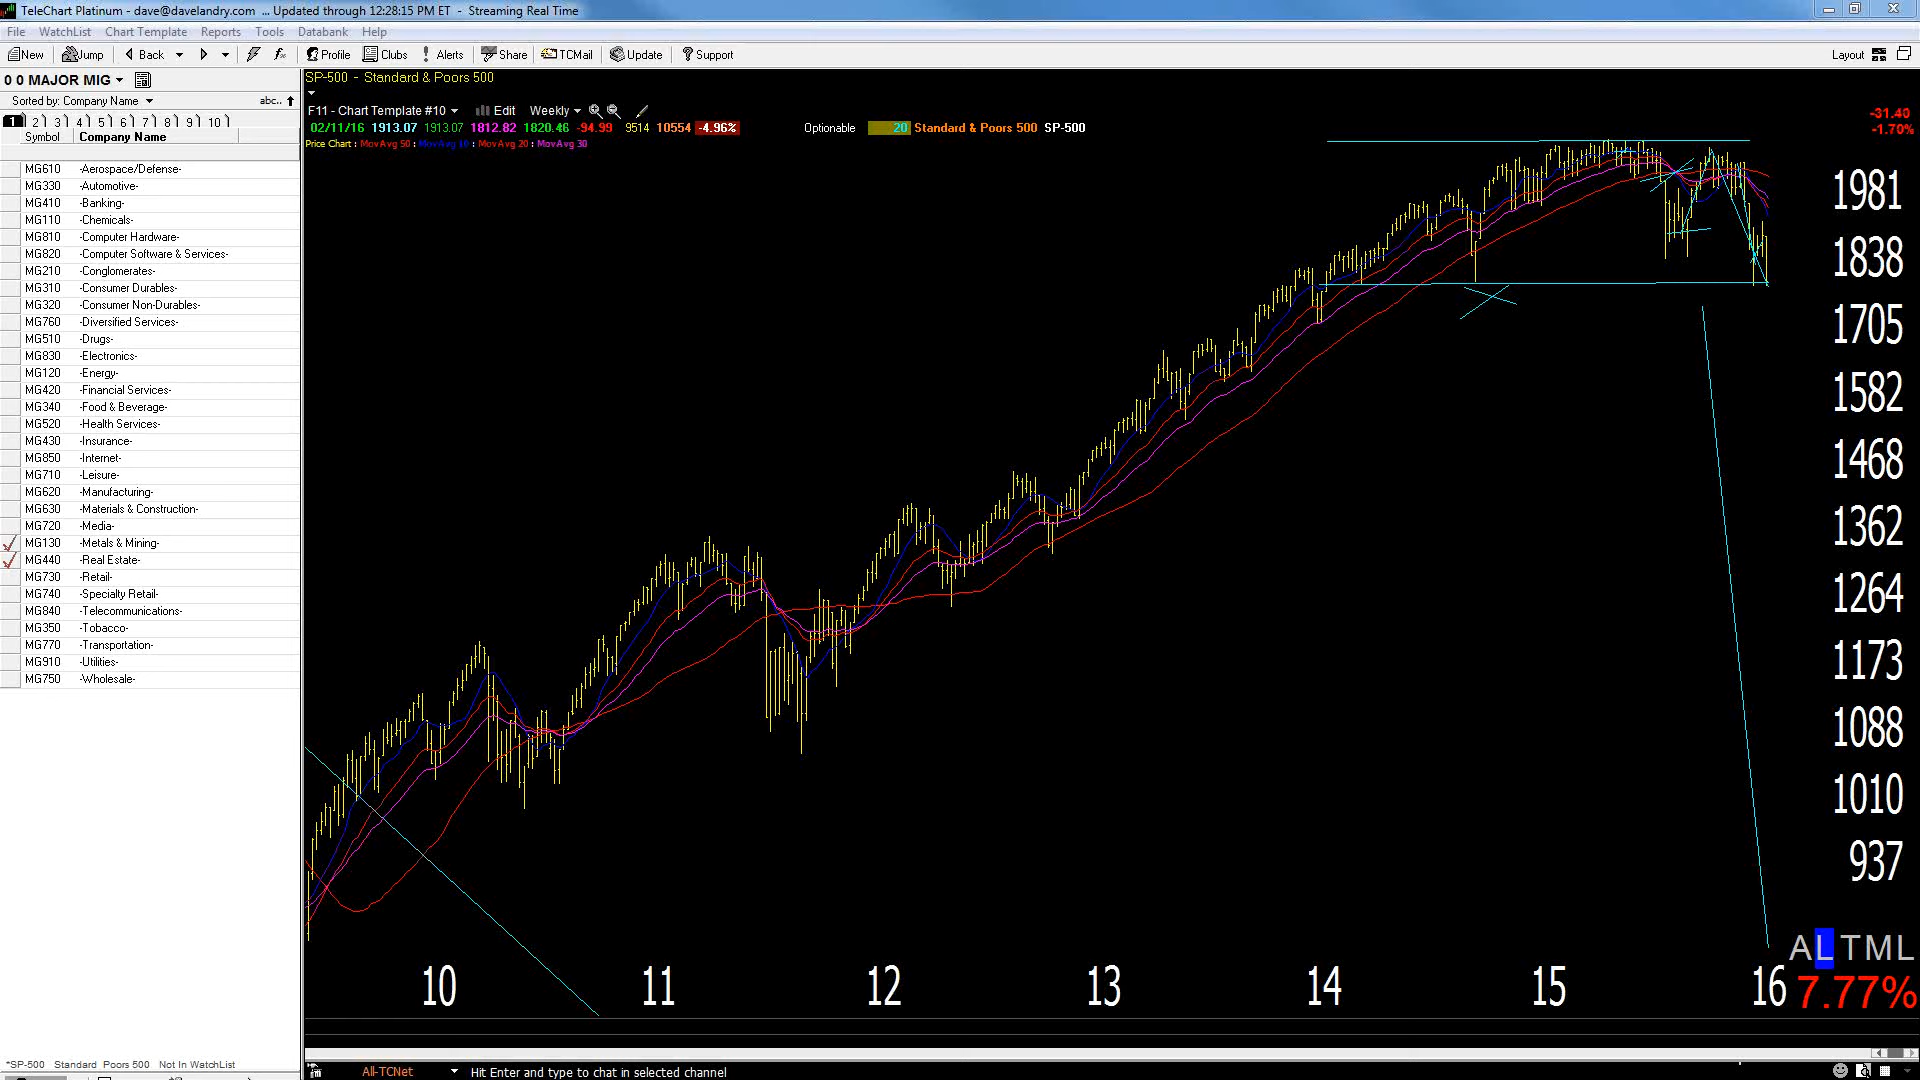 TeleChart Platinum - dave@davelandry.com ... Updated through 12:28:15 PM ET - Streaming Real Time
File WatchList Chart Template Reports Tools Databank Help
New Jump Back Profile Clubs Alerts Share TCMail Update Support Layout
0 0 MAJOR MIG
Sorted by: Company Name abc..
1 2 3 4 5 6 7 8 9 10
Symbol Company Name
MG610 -Aerospace/Defense-
MG330 -Automotive-
MG410 -Banking-
MG110 -Chemicals-
MG810 -Computer Hardware-
MG820 -Computer Software & Services-
MG210 -Conglomerates-
MG310 -Consumer Durables-
MG320 -Consumer Non-Durables-
MG760 -Diversified Services-
MG510 -Drugs-
MG830 -Electronics-
MG120 -Energy-
MG420 -Financial Services-
MG340 -Food & Beverage-
MG520 -Health Services-
MG430 -Insurance-
MG850 -Internet-
MG710 -Leisure-
MG620 -Manufacturing-
MG630 -Materials & Construction-
MG720 -Media-
MG130 -Metals & Mining-
MG440 -Real Estate-
MG730 -Retail-
MG740 -Specialty Retail-
MG840 -Telecommunications-
MG350 -Tobacco-
MG770 -Transportation-
MG910 -Utilities-
MG750 -Wholesale-
*SP-500 Standard Poors 500 Not In WatchList
SP-500 - Standard & Poors 500
F11 - Chart Template #10 Edit Weekly
02/11/16 1913.07 1913.07 1812.82 1820.46 -94.99 9514 10554 -4.96% Optionable 20 Standard & Poors 500 SP-500
Price Chart : MovAvg 50 : MovAvg 10 : MovAvg 20 : MovAvg 30
-31.40
-1.70%
1981
1838
1705
1582
1468
1362
1264
1173
1088
1010
937
ALTML
7.77%
10 11 12 13 14 15 16
All-TCNet Hit Enter and type to chat in selected channel